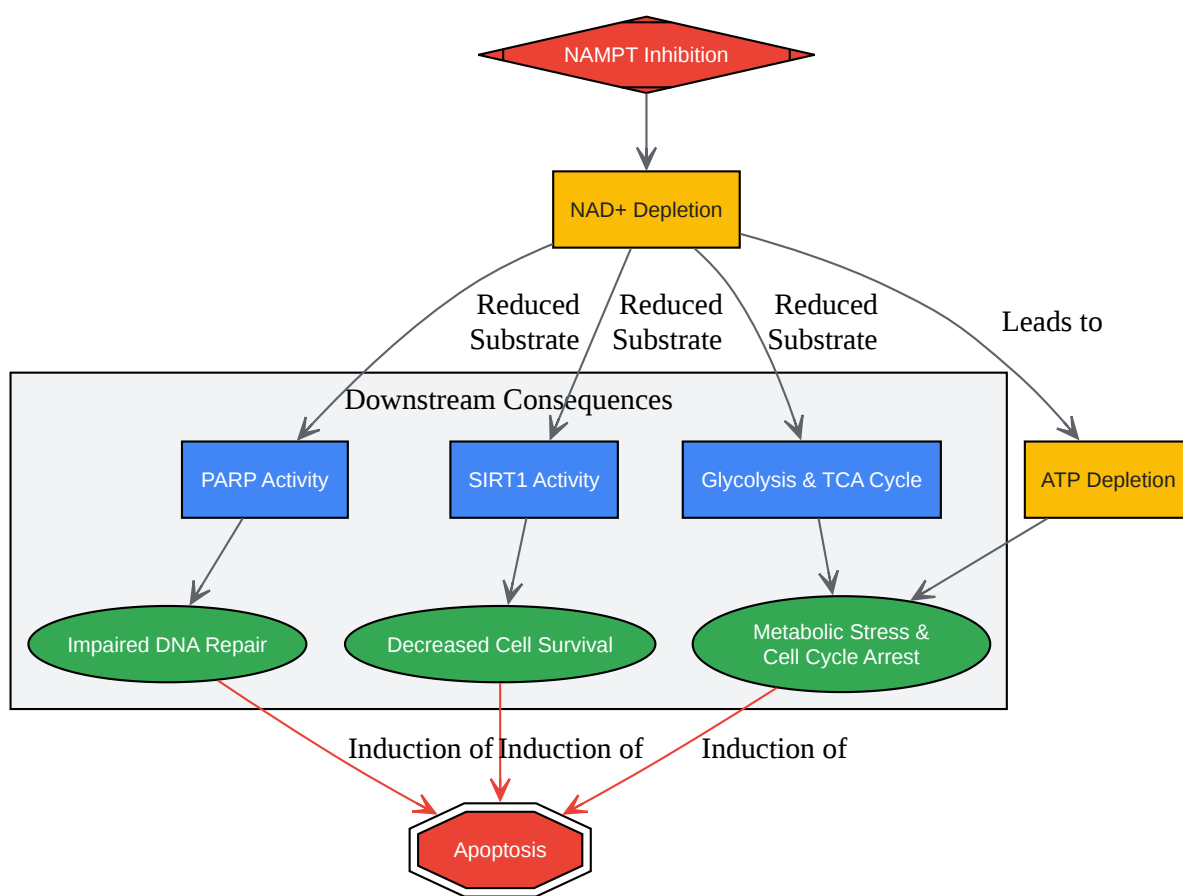 NAMPT Inhibition
NAD+ Depletion
Reduced
Substrate
Reduced
Substrate
Reduced
Substrate
Leads to
Downstream Consequences
PARP Activity
SIRT1 Activity
Glycolysis & TCA Cycle
ATP Depletion
Impaired DNA Repair
Decreased Cell Survival
Metabolic Stress &
Cell Cycle Arrest
Induction of
Induction of
Induction of
Apoptosis